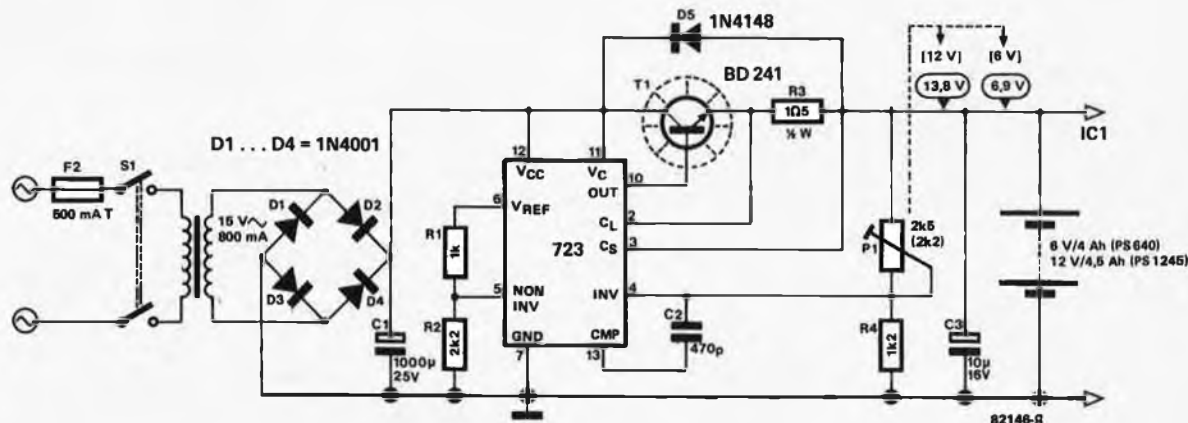 D5
1N4148
BD 241
T1
R3
1Ω5
½ W
[12 V]
[6 V]
13,8 V
6,9 V
IC1
D1 . . . D4 = 1N4001
F2
500 mA T
S1
15 V~
800 mA
D1
D2
D3
D4
C1
1000µ
25V
R1
1k
R2
2k2
12
VCC
11
VC
OUT
10
6
VREF
CL
2
723
CS
3
5
NON
INV
INV
4
GND
7
CMP
13
C2
470p
P1
2k5
(2k2)
R4
1k2
C3
10µ
16V
6 V/4 Ah (PS640)
12 V/4,5 Ah (PS1245)
82146-9